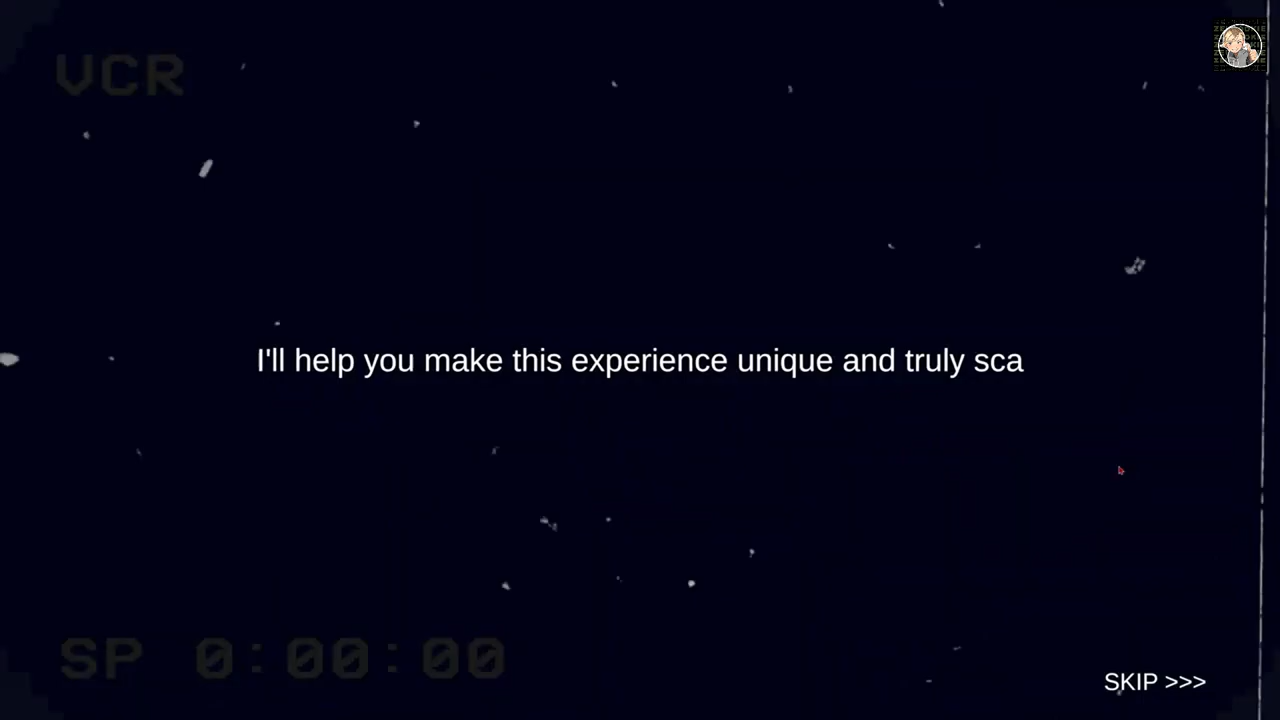 VCR
I'll help you make this experience unique and truly sca
SP 0:00:00
SKIP >>>